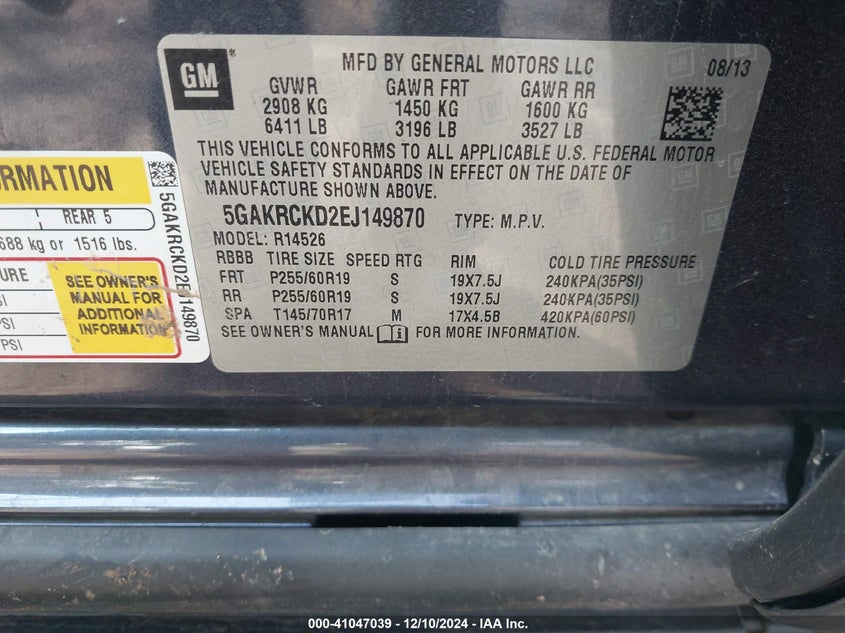 GM
MFD BY GENERAL MOTORS LLC 08/13
GVWR GAWR FRT GAWR RR
2908 KG 1450 KG 1600 KG
6411 LB 3196 LB 3527 LB
THIS VEHICLE CONFORMS TO ALL APPLICABLE U.S. FEDERAL MOTOR
VEHICLE SAFETY STANDARDS IN EFFECT ON THE DATE OF
MANUFACTURE SHOWN ABOVE.
5GAKRCKD2EJ149870 TYPE: M.P.V.
MODEL: R14526
RBBB TIRE SIZE SPEED RTG RIM COLD TIRE PRESSURE
FRT P255/60R19 S 19X7.5J 240KPA(35PSI)
RR P255/60R19 S 19X7.5J 240KPA(35PSI)
SPA T145/70R17 M 17X4.5B 420KPA(60PSI)
SEE OWNER'S MANUAL FOR MORE INFORMATION.
ORMATION
REAR 5
688 kg or 1516 lbs.
SURE
SI
PSI
PSI
SEE OWNER'S
MANUAL FOR
ADDITIONAL
INFORMATION
5GAKRCKD2EJ149870
000-41047039 - 12/10/2024 - IAA Inc.